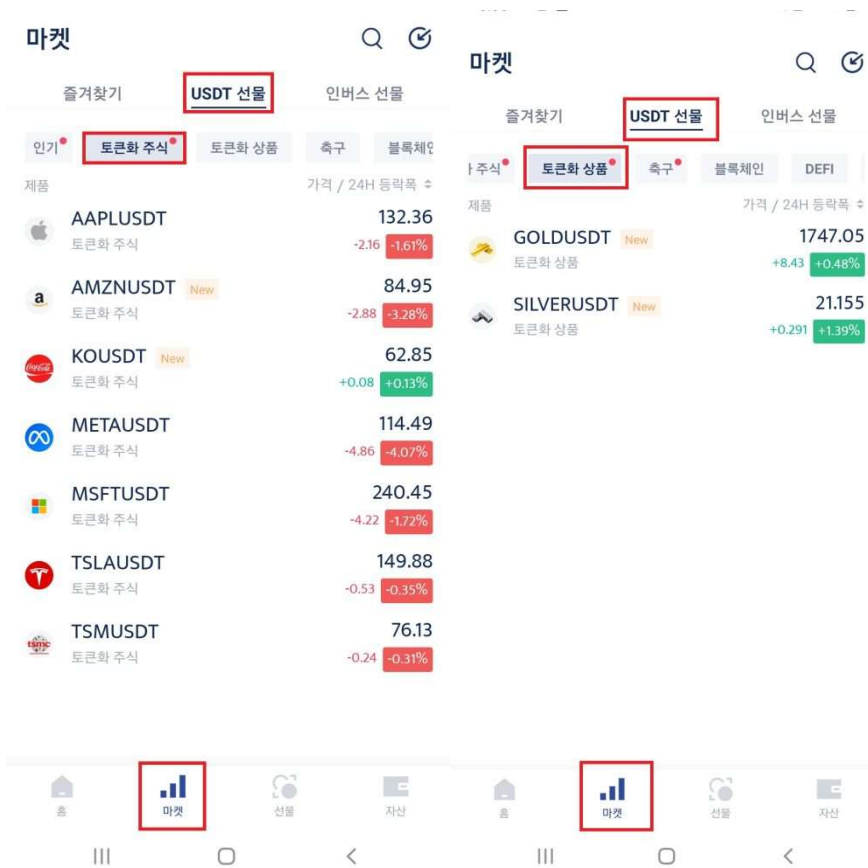 마켓
즐겨찾기 USDT 선물 인버스 선물
인기 토큰화 주식 토큰화 상품 축구
제품 가격 / 24H 등락폭
AAPLUSDT 132.36
토큰화 주식 -2.16 -1.61%
a
AMZNUSDT New 84.95
토큰화 주식 -2.88 -3.28%
Coca-Cola
KOUSDT New 62.85
토큰화 주식 +0.08 +0.13%
METAUSDT 114.49
토큰화 주식 -4.86 -4.07%
MSFTUSDT 240.45
토큰화 주식 -4.22 -1.72%
TSLAUSDT 149.88
토큰화 주식 -0.53 -0.35%
tsmc
TSMUSDT 76.13
토큰화 주식 -0.24 -0.31%
홈 마켓 선물 자산
마켓
즐겨찾기 USDT 선물 인버스 선물
주식 토큰화 상품 축구 블록체인 DEFI
제품 가격 / 24H 등락폭
GOLDUSDT New 1747.05
토큰화 상품 +8.43 +0.48%
SILVERUSDT New 21.155
토큰화 상품 +0.291 +1.39%
홈 마켓 선물 자산